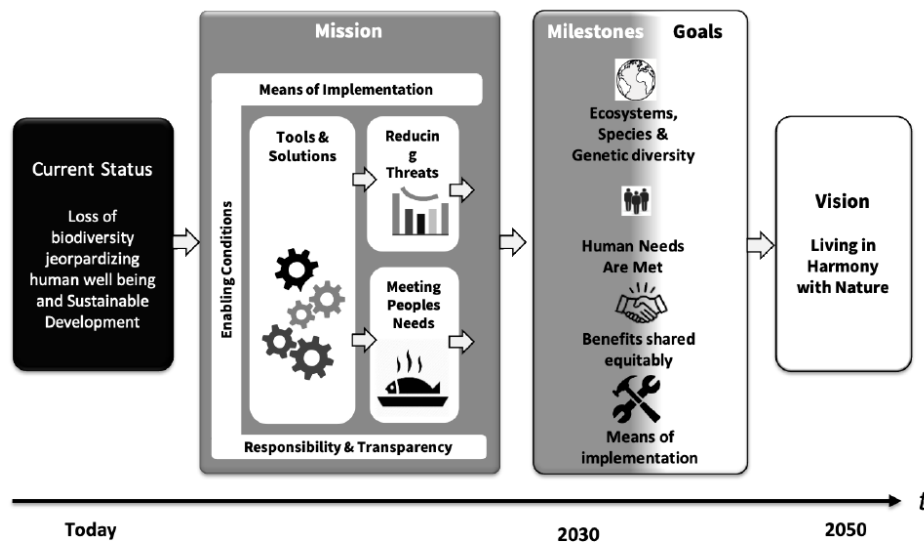 Mission
Milestones
Goals
Means of Implementation
Enabling Conditions
Tools &
Solutions
Reducin
g
Threats
Meeting
Peoples
Needs
Responsibility & Transparency
Current Status
Loss of
biodiversity
jeorpardizing
human well being
and Sustainable
Development
Ecosystems,
Species &
Genetic diversity
Human Needs
Are Met
Benefits shared
equitably
Means of
implementation
Vision
Living in
Harmony
with Nature
t
Today
2030
2050